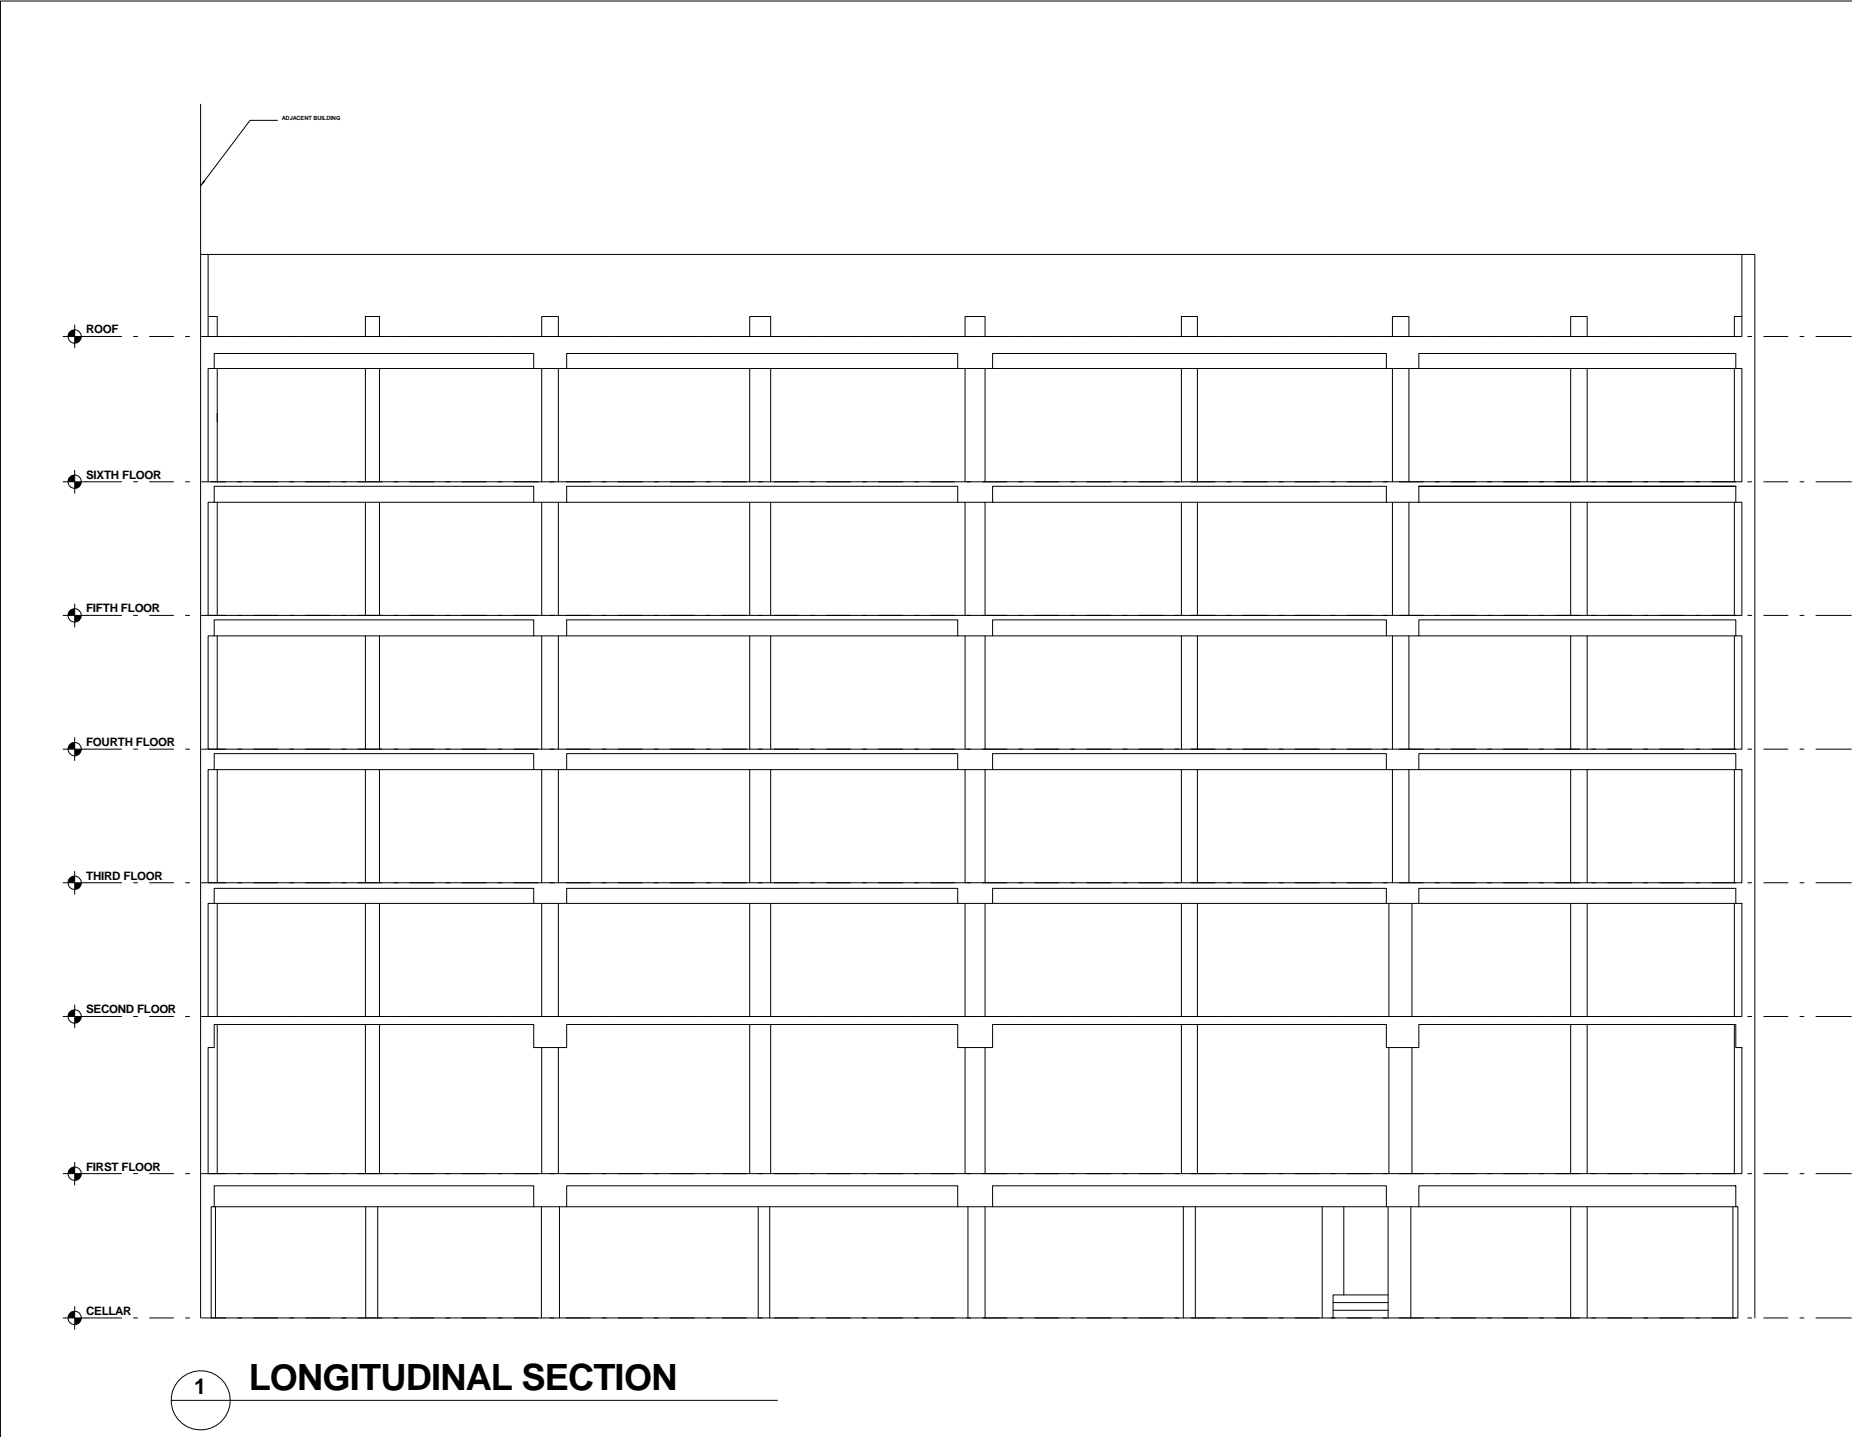 ADJACENT BUILDING
ROOF
SIXTH FLOOR
FIFTH FLOOR
FOURTH FLOOR
THIRD FLOOR
SECOND FLOOR
FIRST FLOOR
CELLAR
1 LONGITUDINAL SECTION